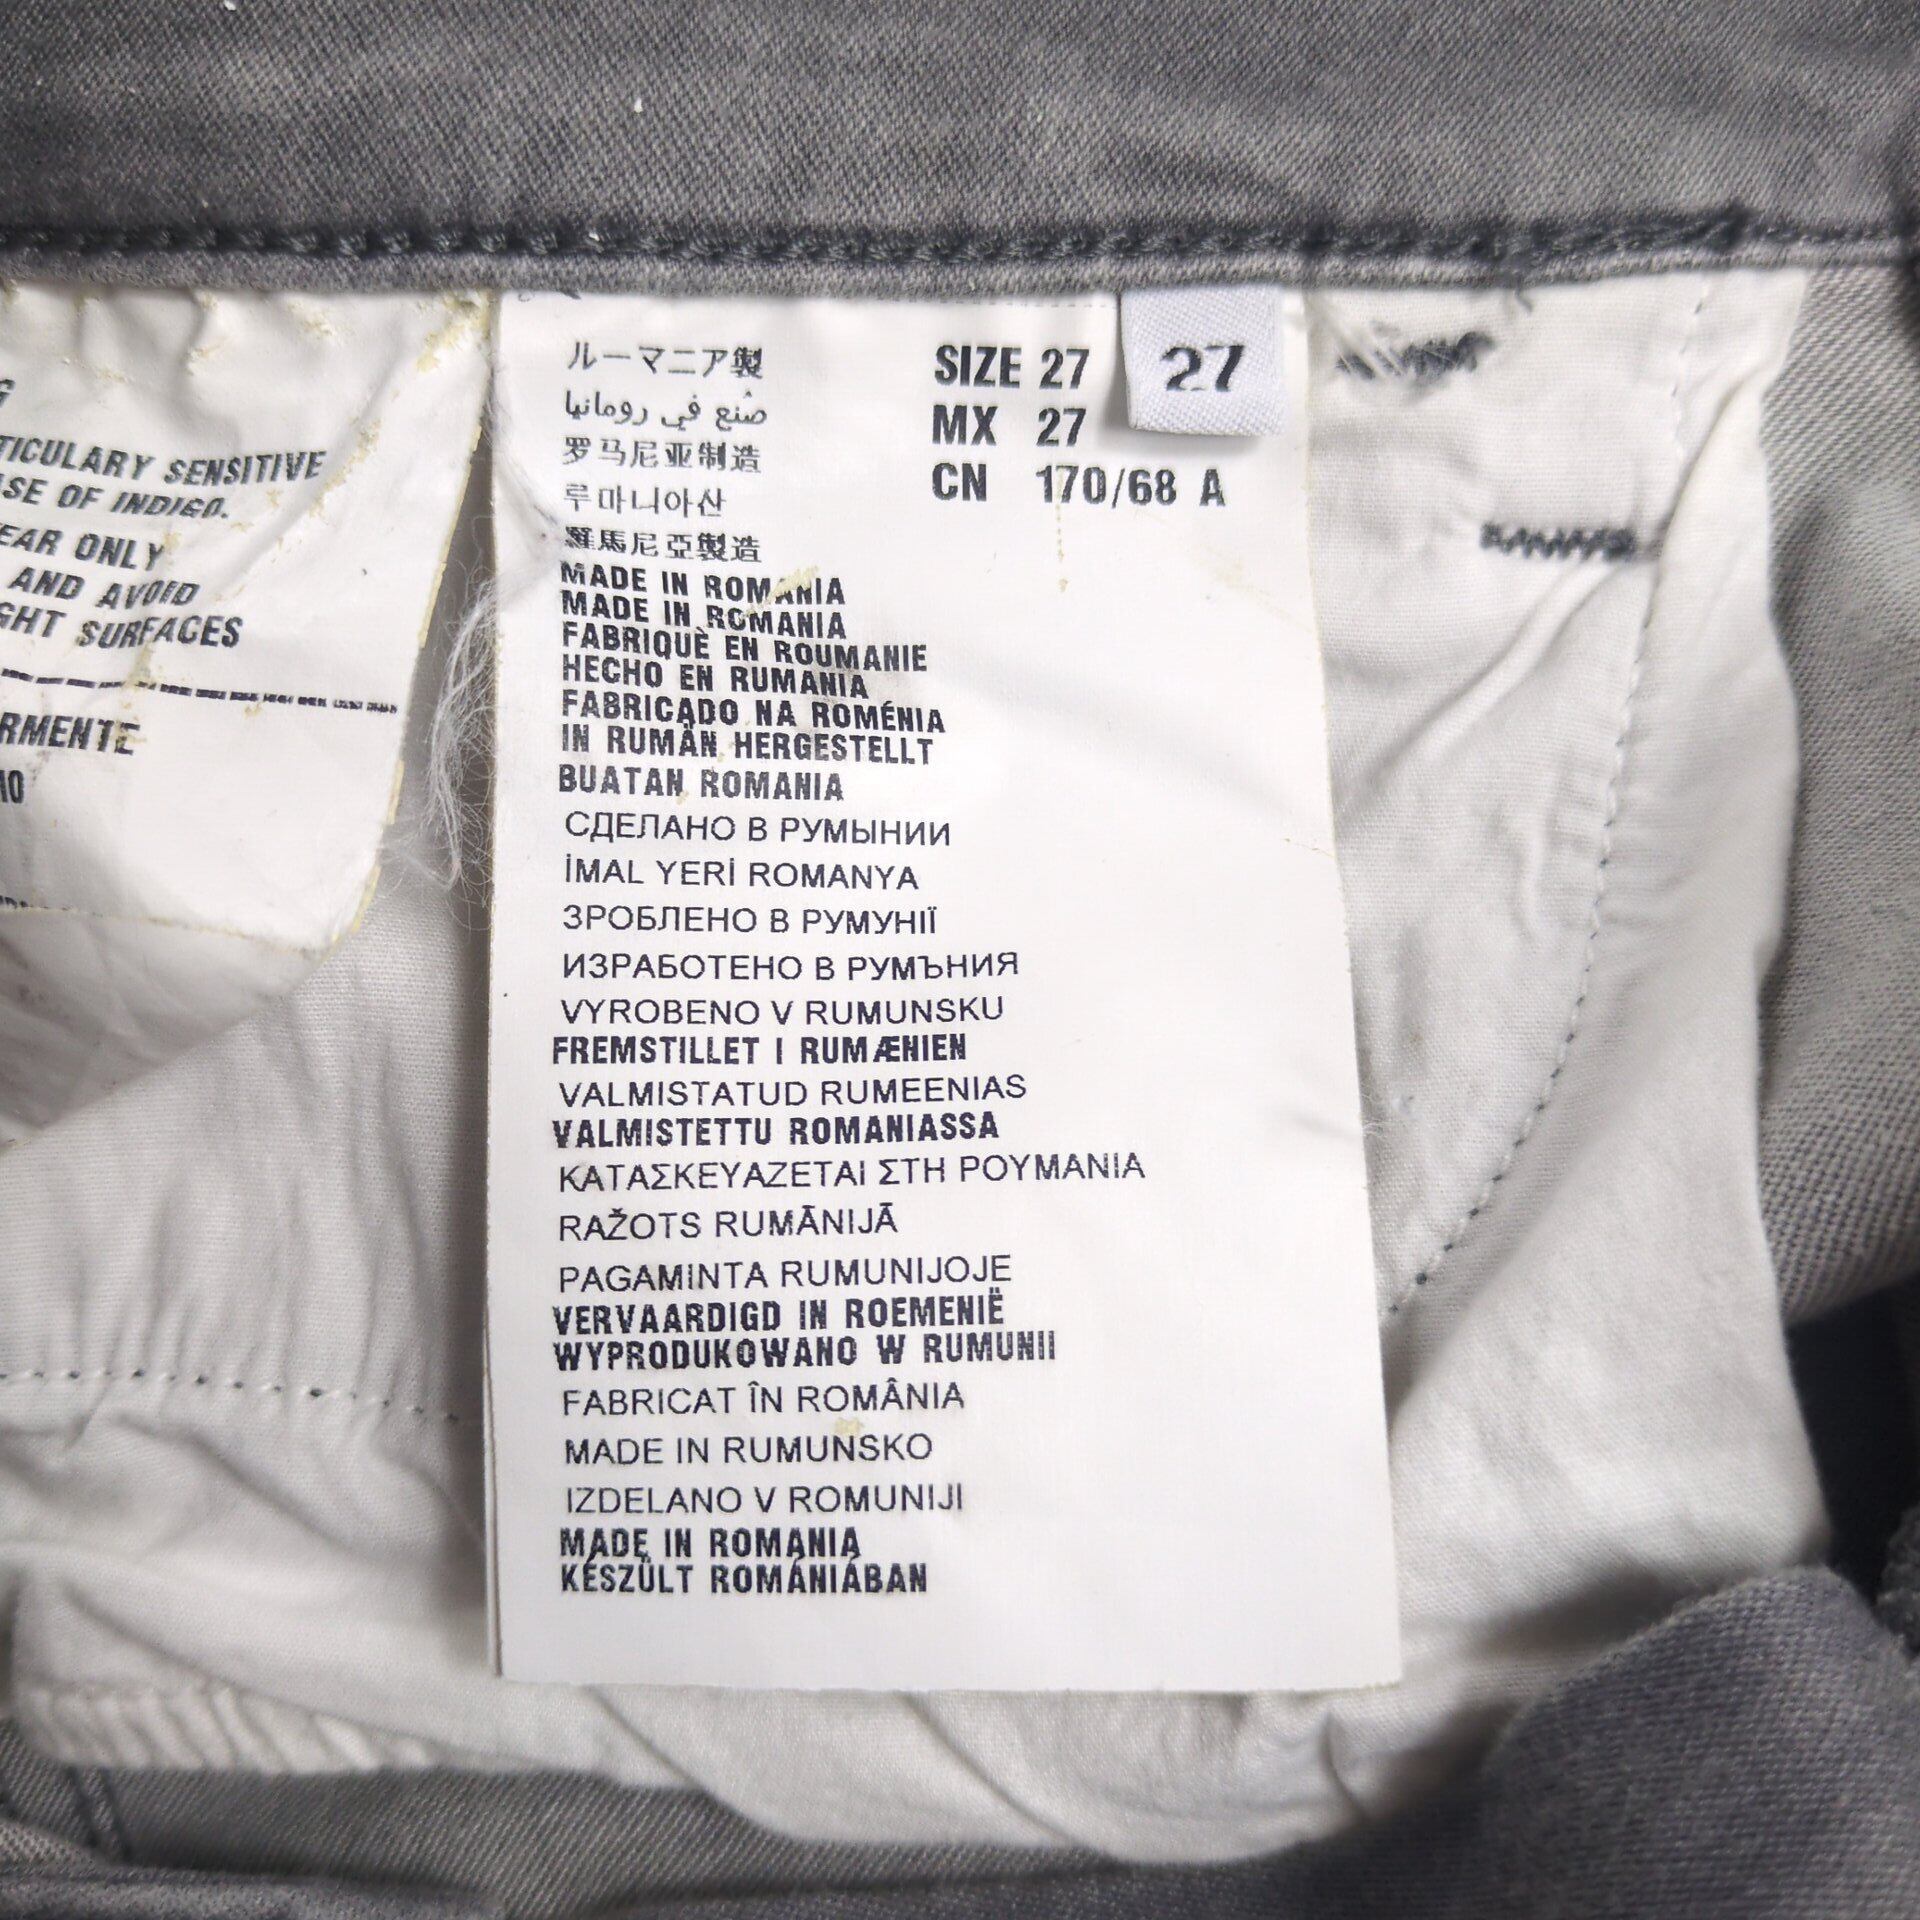 TICULARY SENSITIVE
SE OF INDIGO.
EAR ONLY
AND AVOID
GHT SURFACES
RMENTE
ルーマニア製
صُنع في رومانيا
罗马尼亚制造
루마니아산
羅馬尼亞製造
SIZE 27
MX 27
CN 170/68 A
27
MADE IN ROMANIA
MADE IN ROMANIA
FABRIQUÈ EN ROUMANIE
HECHO EN RUMANIA
FABRICADO NA ROMÉNIA
IN RUMÄN HERGESTELLT
BUATAN ROMANIA
СДЕЛАНО В РУМЫНИИ
İMAL YERİ ROMANYA
ЗРОБЛЕНО В РУМУНІЇ
ИЗРАБОТЕНО В РУМЪНИЯ
VYROBENO V RUMUNSKU
FREMSTILLET I RUMÆNIEN
VALMISTATUD RUMEENIAS
VALMISTETTU ROMANIASSA
ΚΑΤΑΣΚΕΥΑΖΕΤΑΙ ΣΤΗ ΡΟΥΜΑΝΙΑ
RAŽOTS RUMĀNIJĀ
PAGAMINTA RUMUNIJOJE
VERVAARDIGD IN ROEMENIË
WYPRODUKOWANO W RUMUNII
FABRICAT ÎN ROMÂNIA
MADE IN RUMUNSKO
IZDELANO V ROMUNIJI
MADE IN ROMANIA
KÉSZÜLT ROMÁNIÁBAN